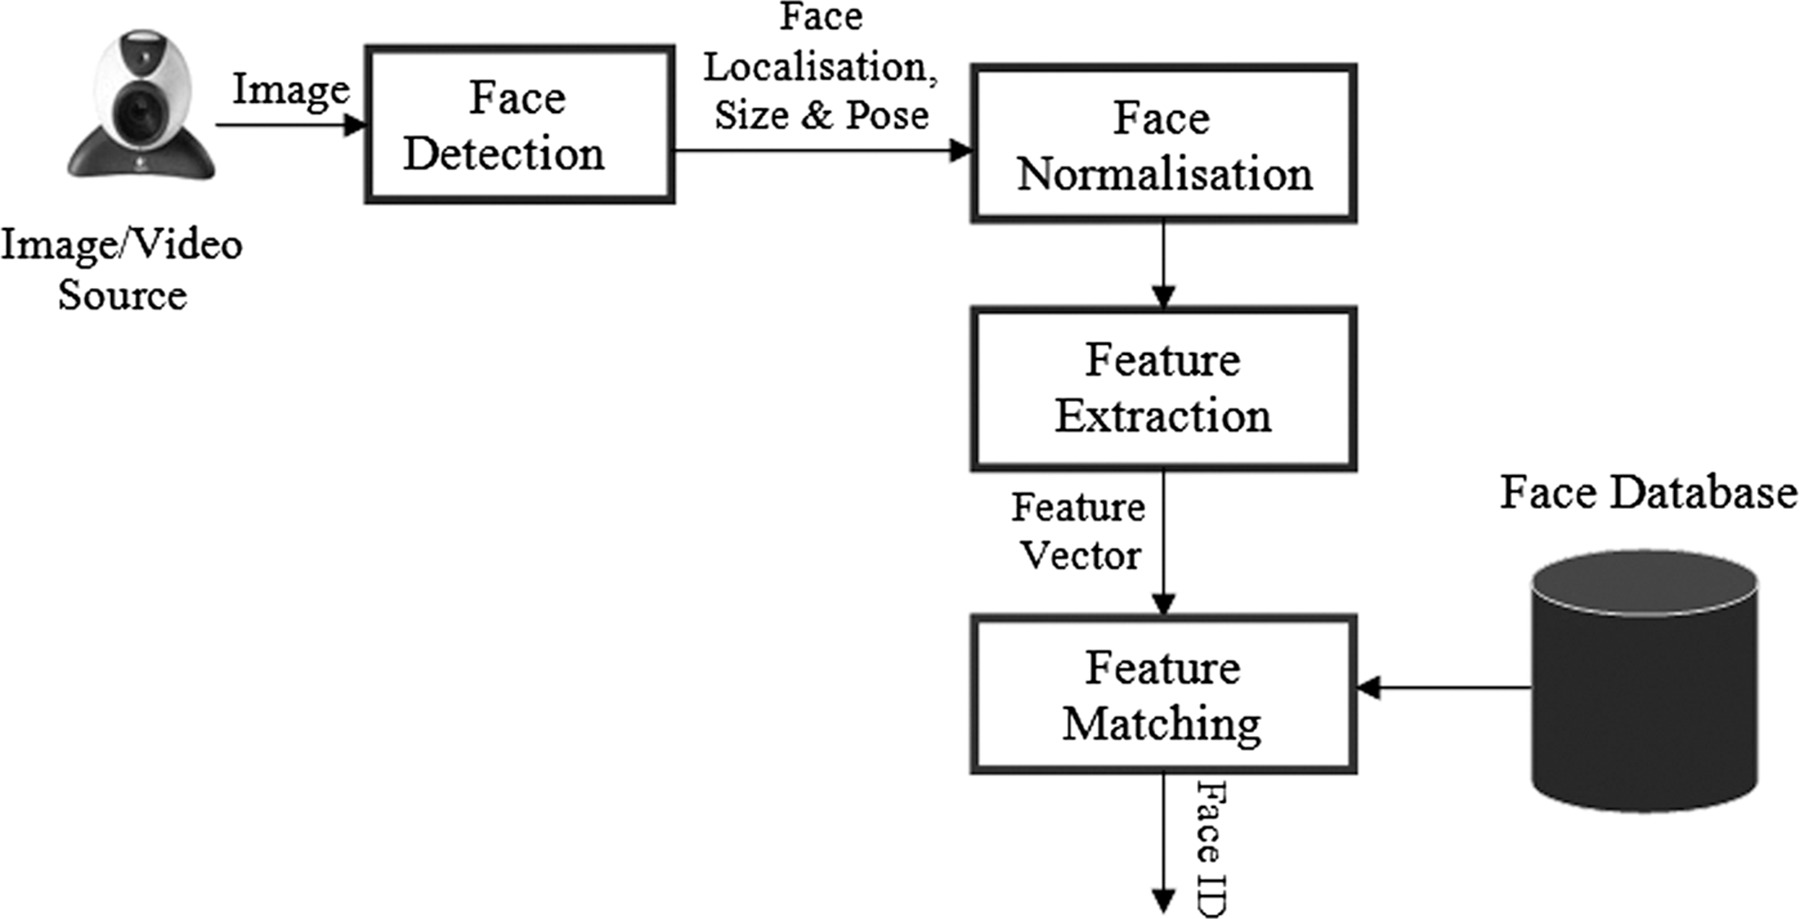 Image/Video
Source
Image
Face
Detection
Face
Localisation,
Size & Pose
Face
Normalisation
Feature
Extraction
Feature
Vector
Feature
Matching
Face Database
Face ID